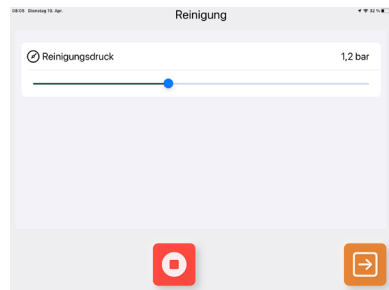 08:05 Dienstag 19. Apr.
32 %
Reinigung
Reinigungsdruck
1,2 bar